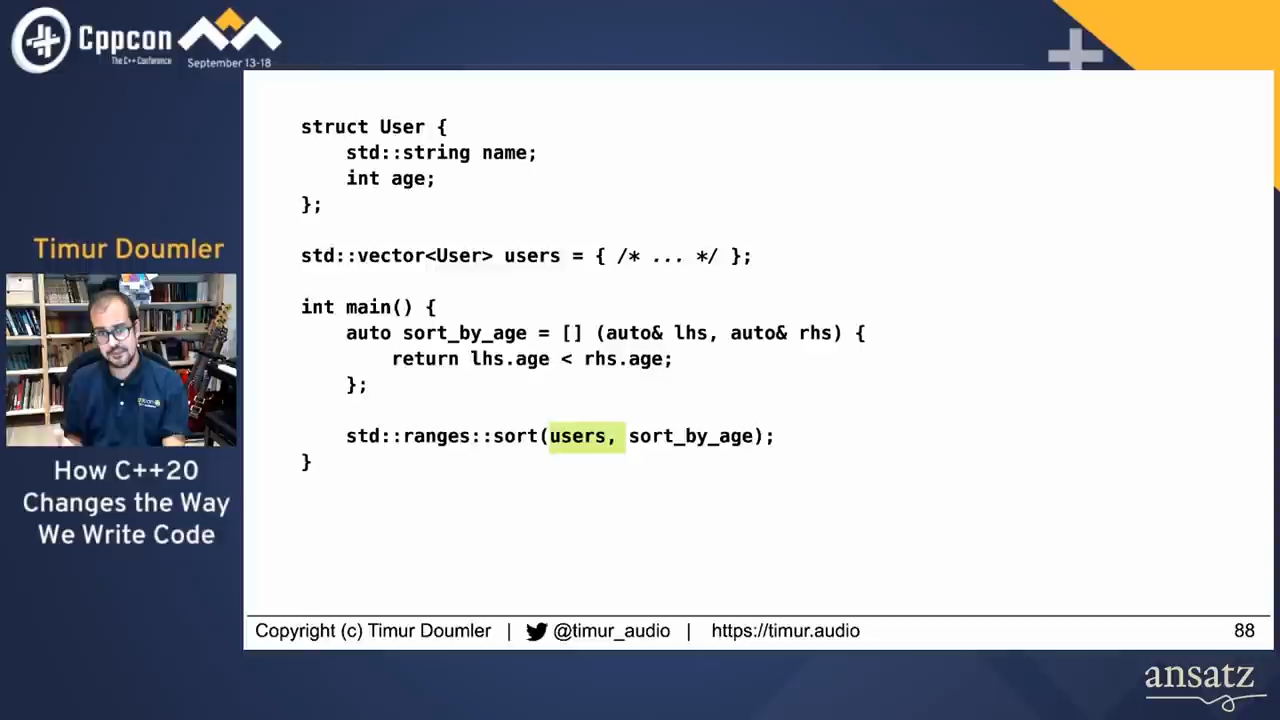 Cppcon
The C++ Conference
September 13-18
struct User {
std::string name;
int age;
};
std::vector<User> users = { /* ... */ };
int main() {
auto sort_by_age = [] (auto& lhs, auto& rhs) {
return lhs.age < rhs.age;
};
std::ranges::sort(users, sort_by_age);
}
Timur Doumler
How C++20
Changes the Way
We Write Code
Copyright (c) Timur Doumler | @timur_audio | https://timur.audio
88
ansatz